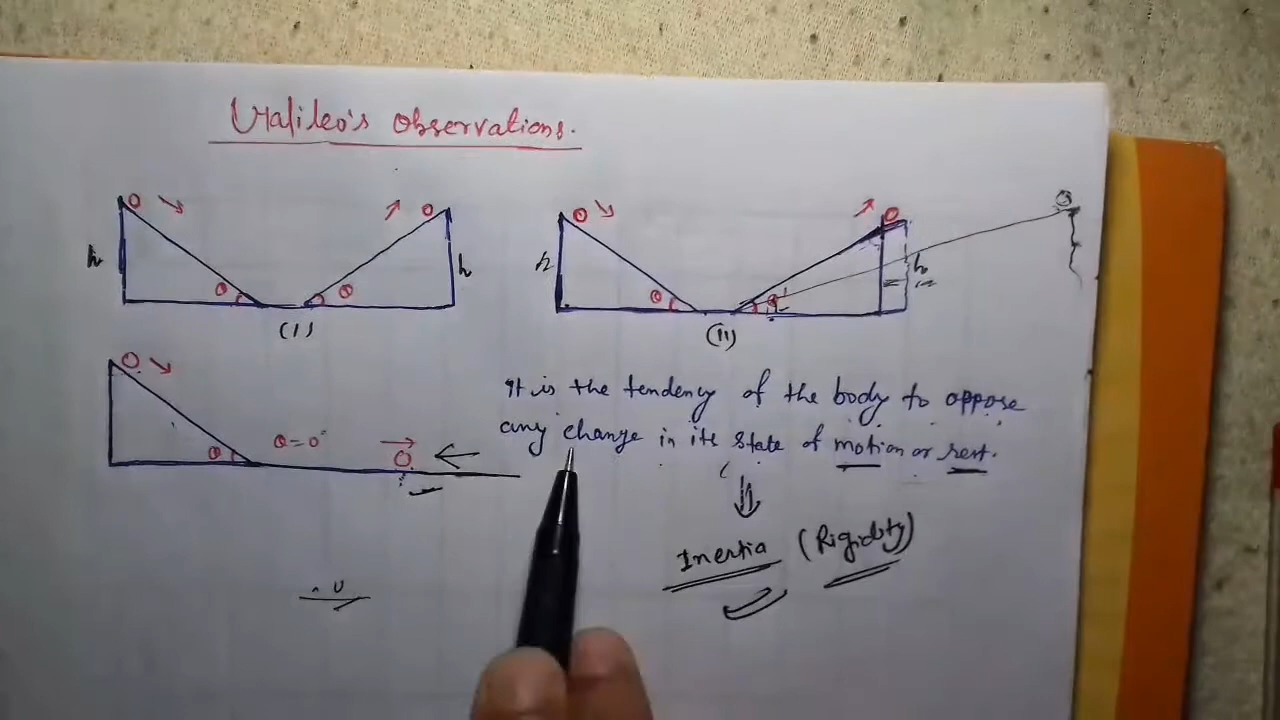 Galileo's observations.
h
θ
θ
h
(I)
h
θ
θ'
h
(II)
θ
θ=0°
It is the tendency of the body to oppose
any change in its state of motion or rest.
Inertia (Rigidity)